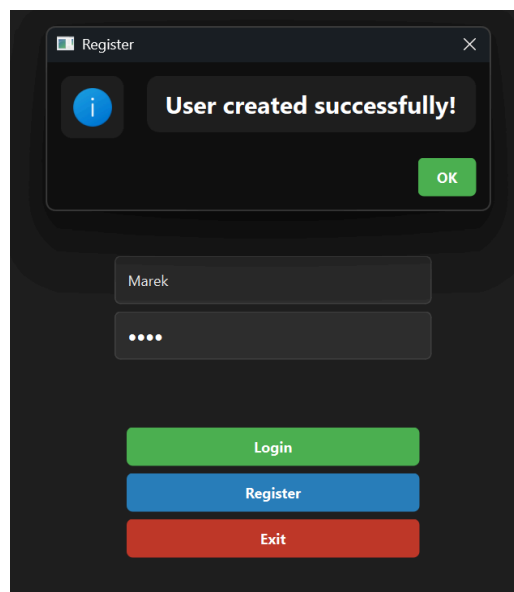 Register
User created successfully!
OK
Marek
••••
Login
Register
Exit